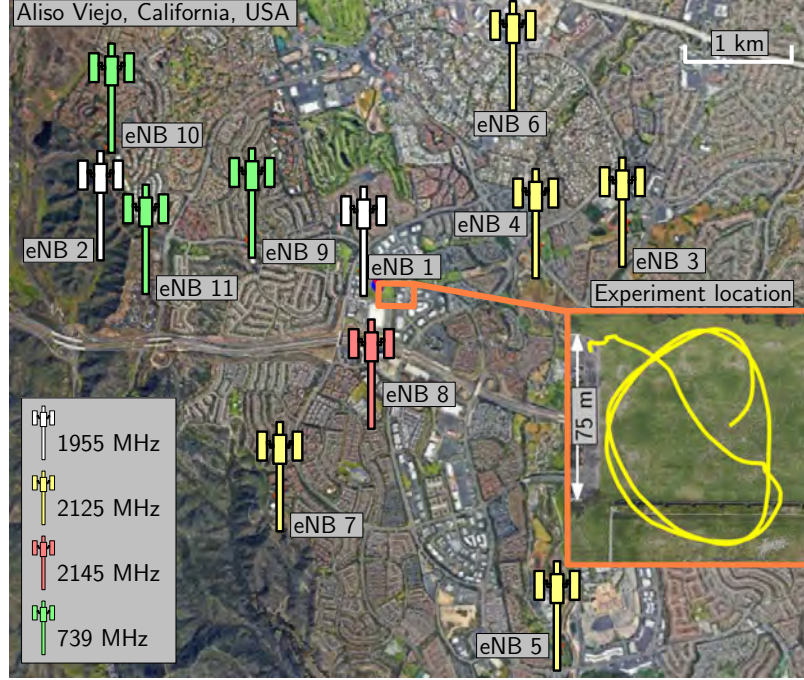 Aliso Viejo, California, USA
1 km
eNB 6
eNB 10
eNB 4
eNB 2
eNB 9
eNB 3
eNB 1
eNB 11
Experiment location
eNB 8
75 m
1955 MHz
2125 MHz
eNB 7
2145 MHz
739 MHz
eNB 5